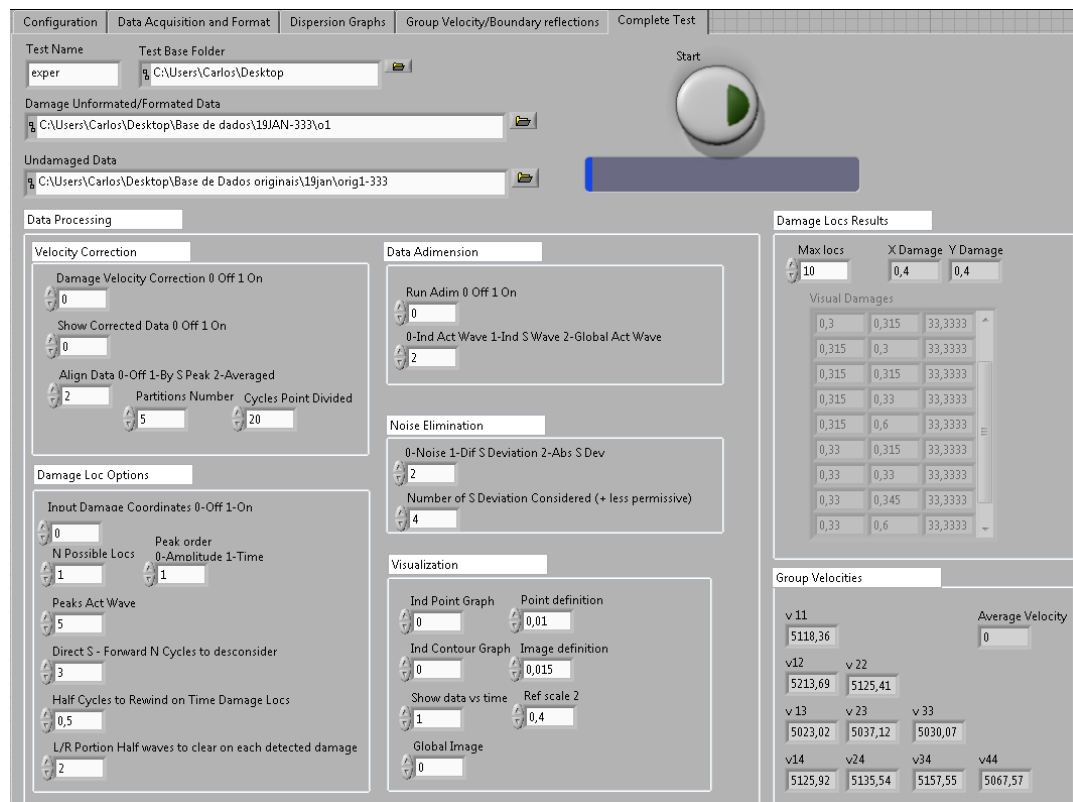 Configuration Data Acquisition and Format Dispersion Graphs Group Velocity/Boundary reflections Complete Test
Test Name Test Base Folder
exper C:\Users\Carlos\Desktop
Start
Damage Unformated/Formated Data
C:\Users\Carlos\Desktop\Base de dados\19JAN-333\o1
Undamaged Data
C:\Users\Carlos\Desktop\Base de Dados originais\19jan\orig1-333
Data Processing
Velocity Correction
Damage Velocity Correction 0 Off 1 On
0
Show Corrected Data 0 Off 1 On
0
Align Data 0-Off 1-By S Peak 2-Averaged
2
Partitions Number Cycles Point Divided
5 20
Damage Loc Options
Input Damage Coordinates 0-Off 1-On
0
N Possible Locs
1
Peak order
0-Amplitude 1-Time
1
Peaks Act Wave
5
Direct S - Forward N Cycles to desconsider
3
Half Cycles to Rewind on Time Damage Locs
0,5
L/R Portion Half waves to clear on each detected damage
2
Data Adimension
Run Adim 0 Off 1 On
0
0-Ind Act Wave 1-Ind S Wave 2-Global Act Wave
2
Noise Elimination
0-Noise 1-Dif S Deviation 2-Abs S Dev
2
Number of S Deviation Considered (+ less permissive)
4
Visualization
Ind Point Graph Point definition
0 0,01
Ind Contour Graph Image definition
0 0,015
Show data vs time Ref scale 2
1 0,4
Global Image
0
Damage Locs Results
Max locs X Damage Y Damage
10 0,4 0,4
Visual Damages
0,3 0,315 33,3333
0,315 0,3 33,3333
0,315 0,315 33,3333
0,315 0,33 33,3333
0,315 0,6 33,3333
0,33 0,315 33,3333
0,33 0,33 33,3333
0,33 0,345 33,3333
0,33 0,6 33,3333
Group Velocities
v 11 Average Velocity
5118,36 0
v12 v 22
5213,69 5125,41
v 13 v 23 v 33
5023,02 5037,12 5030,07
v14 v24 v34 v44
5125,92 5135,54 5157,55 5067,57